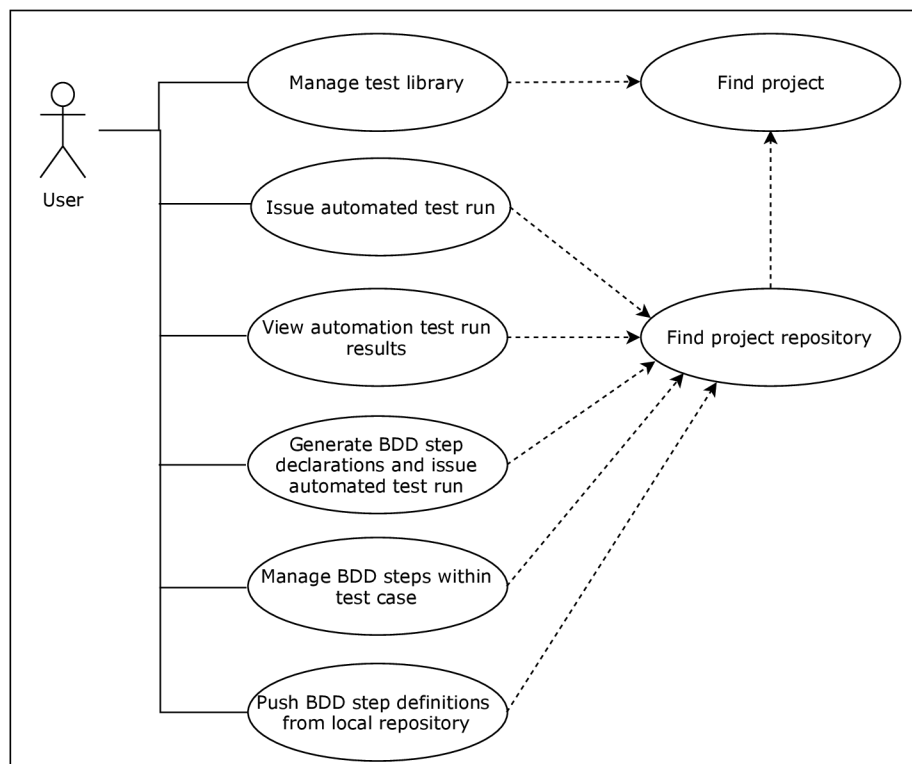 Manage test library
Find project
User
Issue automated test run
View automation test run
results
Find project repository
Generate BDD step
declarations and issue
automated test run
Manage BDD steps within
test case
Push BDD step definitions
from local repository